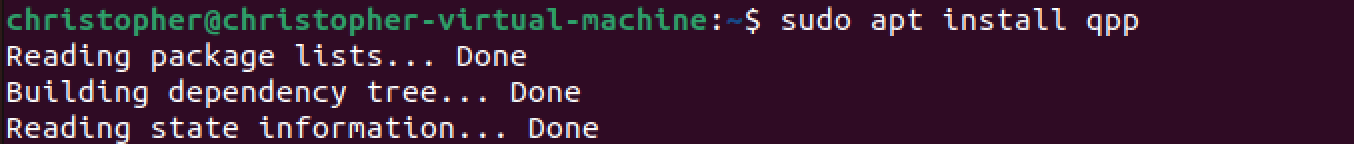 christopher@christopher-virtual-machine:~$ sudo apt install qpp
Reading package lists... Done
Building dependency tree... Done
Reading state information... Done